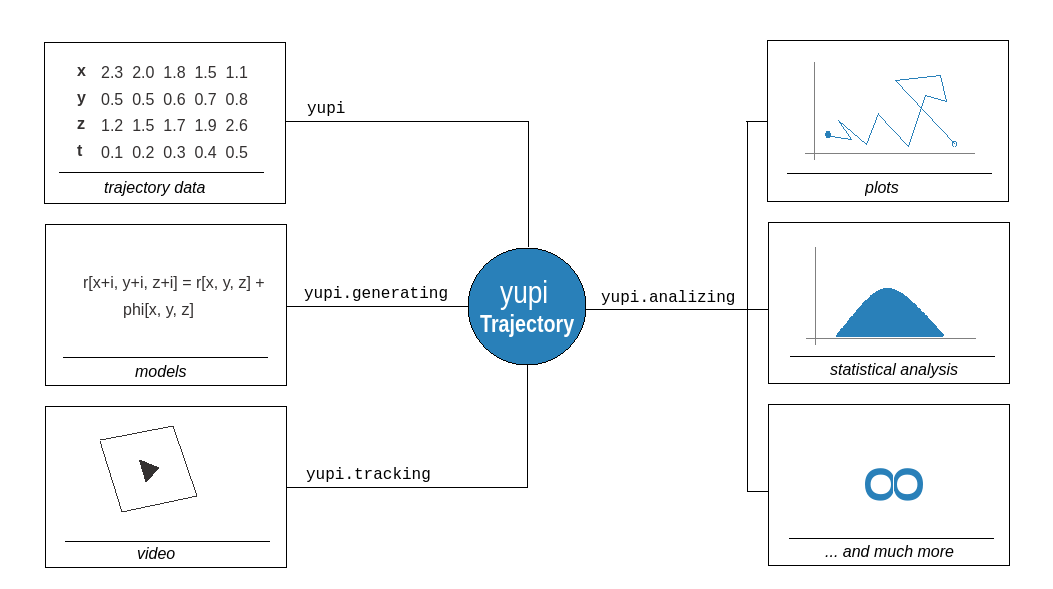 x 2.3 2.0 1.8 1.5 1.1
y 0.5 0.5 0.6 0.7 0.8
z 1.2 1.5 1.7 1.9 2.6
t 0.1 0.2 0.3 0.4 0.5
trajectory data
yupi
r[x+i, y+i, z+i] = r[x, y, z] +
phi[x, y, z]
models
yupi.generating
video
yupi.tracking
yupi
Trajectory
yupi.analizing
plots
statistical analysis
... and much more